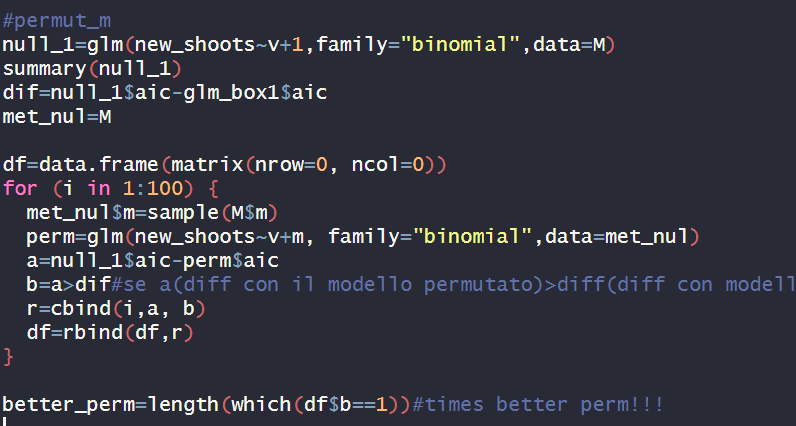 #permut_m
null_1=glm(new_shoots~v+1,family="binomial",data=M)
summary(null_1)
dif=null_1$aic-glm_box1$aic
met_nul=M

df=data.frame(matrix(nrow=0, ncol=0))
for (i in 1:100) {
  met_nul$m=sample(M$m)
  perm=glm(new_shoots~v+m, family="binomial",data=met_nul)
  a=null_1$aic-perm$aic
  b=a>dif#se a(diff con il modello permutato)>diff(diff con modell
  r=cbind(i,a, b)
  df=rbind(df,r)
}

better_perm=length(which(df$b==1))#times better perm!!!